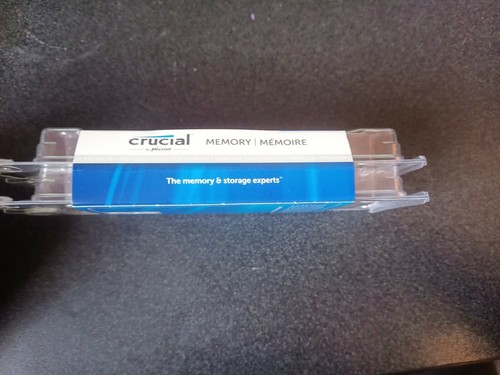 crucial MEMORY | MÉMOIRE
by Micron
The memory & storage experts™